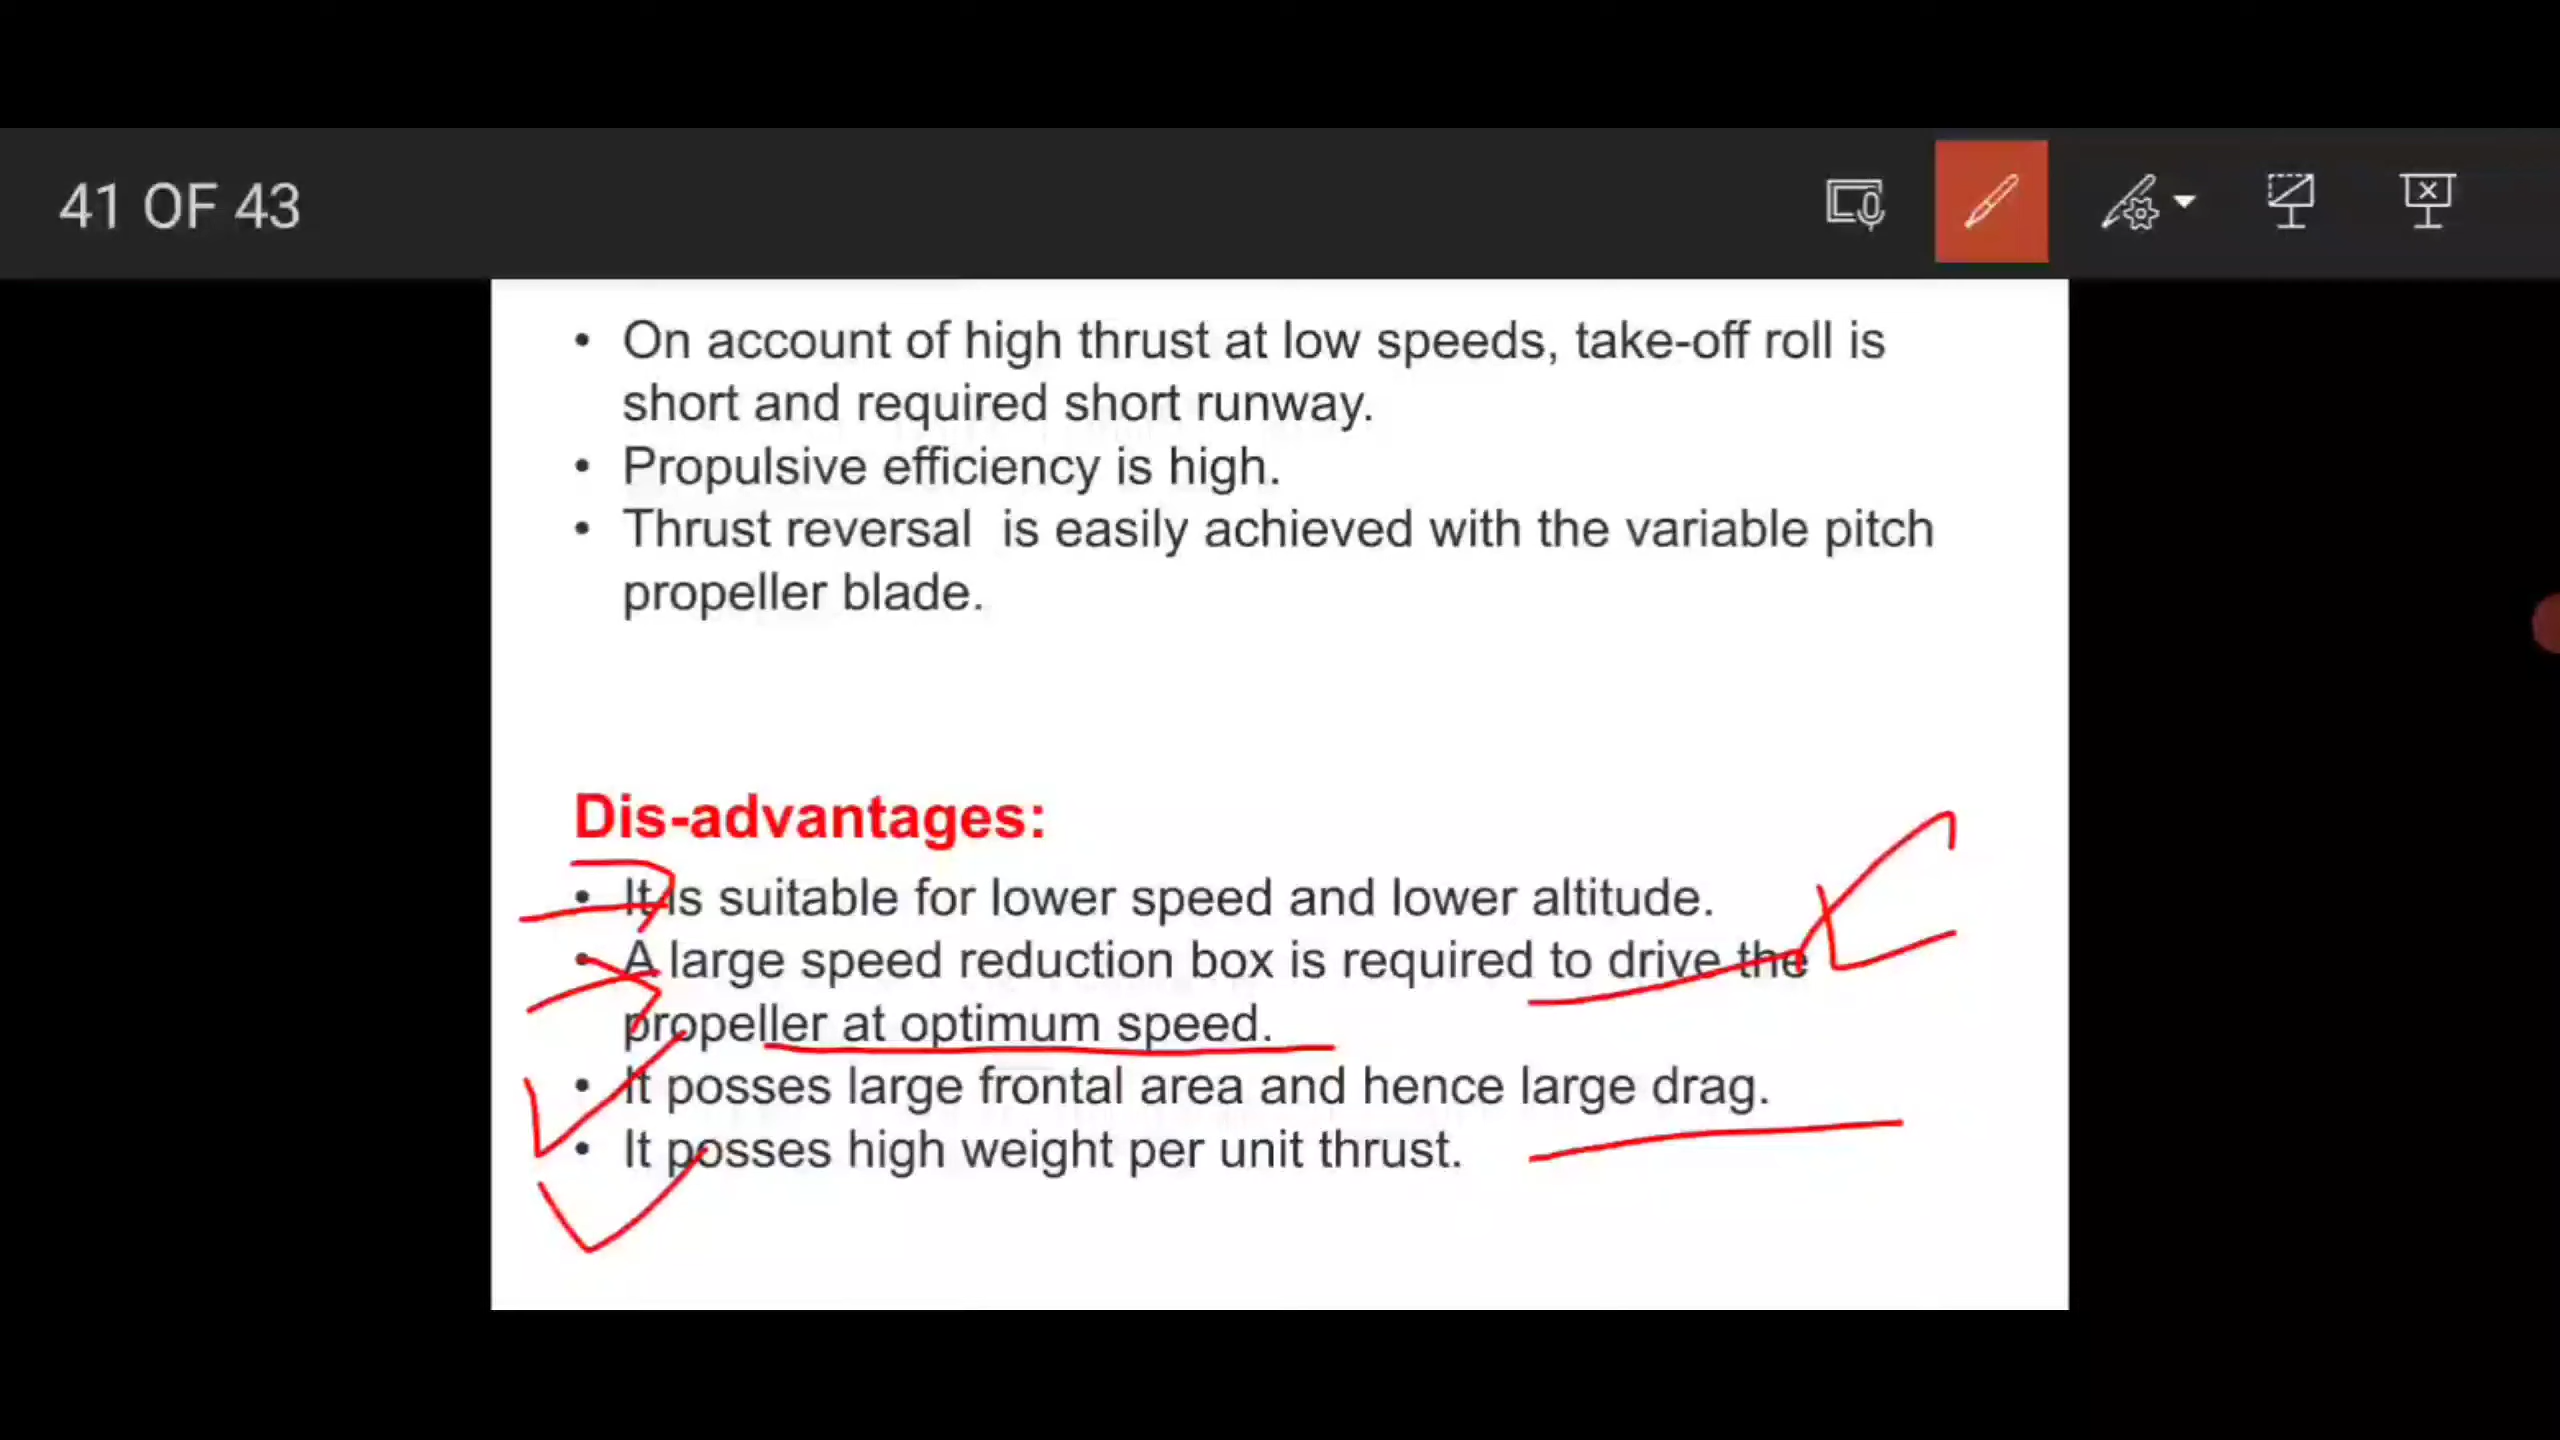 41 OF 43
• On account of high thrust at low speeds, take-off roll is
short and required short runway.
• Propulsive efficiency is high.
• Thrust reversal is easily achieved with the variable pitch
propeller blade.
Dis-advantages:
• It is suitable for lower speed and lower altitude.
• A large speed reduction box is required to drive the
propeller at optimum speed.
• It posses large frontal area and hence large drag.
• It posses high weight per unit thrust.